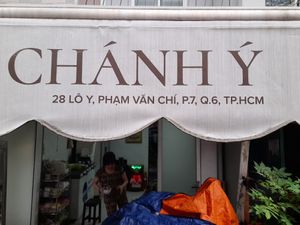 CHÁNH Ý
28 LÔ Y, PHẠM VĂN CHÍ, P.7, Q.6, TP.HCM